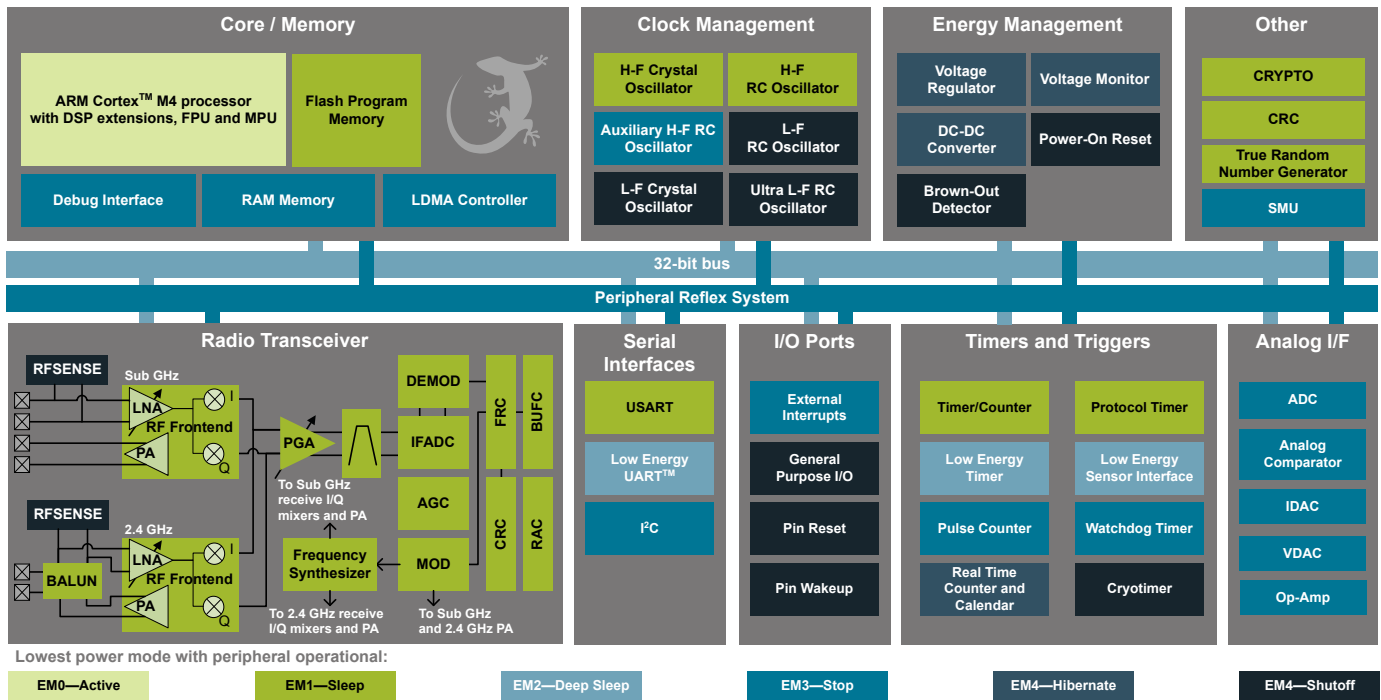 Core / Memory
ARM Cortex™ M4 processor
with DSP extensions, FPU and MPU
Flash Program
Memory
Debug Interface
RAM Memory
LDMA Controller
Clock Management
H-F Crystal
Oscillator
H-F
RC Oscillator
Auxiliary H-F RC
Oscillator
L-F
RC Oscillator
L-F Crystal
Oscillator
Ultra L-F RC
Oscillator
Energy Management
Voltage
Regulator
Voltage Monitor
DC-DC
Converter
Power-On Reset
Brown-Out
Detector
Other
CRYPTO
CRC
True Random
Number Generator
SMU
32-bit bus
Peripheral Reflex System
Radio Transceiver
RFSENSE
Sub GHz
LNA
RF Frontend
PA
I
Q
PGA
To Sub GHz
receive I/Q
mixers and PA
DEMOD
IFADC
AGC
MOD
FRC
BUFC
CRC
RAC
RFSENSE
2.4 GHz
LNA
RF Frontend
PA
I
Q
BALUN
Frequency
Synthesizer
To 2.4 GHz receive
I/Q mixers and PA
To Sub GHz
and 2.4 GHz PA
Serial
Interfaces
USART
Low Energy
UART™
I²C
I/O Ports
External
Interrupts
General
Purpose I/O
Pin Reset
Pin Wakeup
Timers and Triggers
Timer/Counter
Protocol Timer
Low Energy
Timer
Low Energy
Sensor Interface
Pulse Counter
Watchdog Timer
Real Time
Counter and
Calendar
Cryotimer
Analog I/F
ADC
Analog
Comparator
IDAC
VDAC
Op-Amp
Lowest power mode with peripheral operational:
EM0—Active
EM1—Sleep
EM2—Deep Sleep
EM3—Stop
EM4—Hibernate
EM4—Shutoff